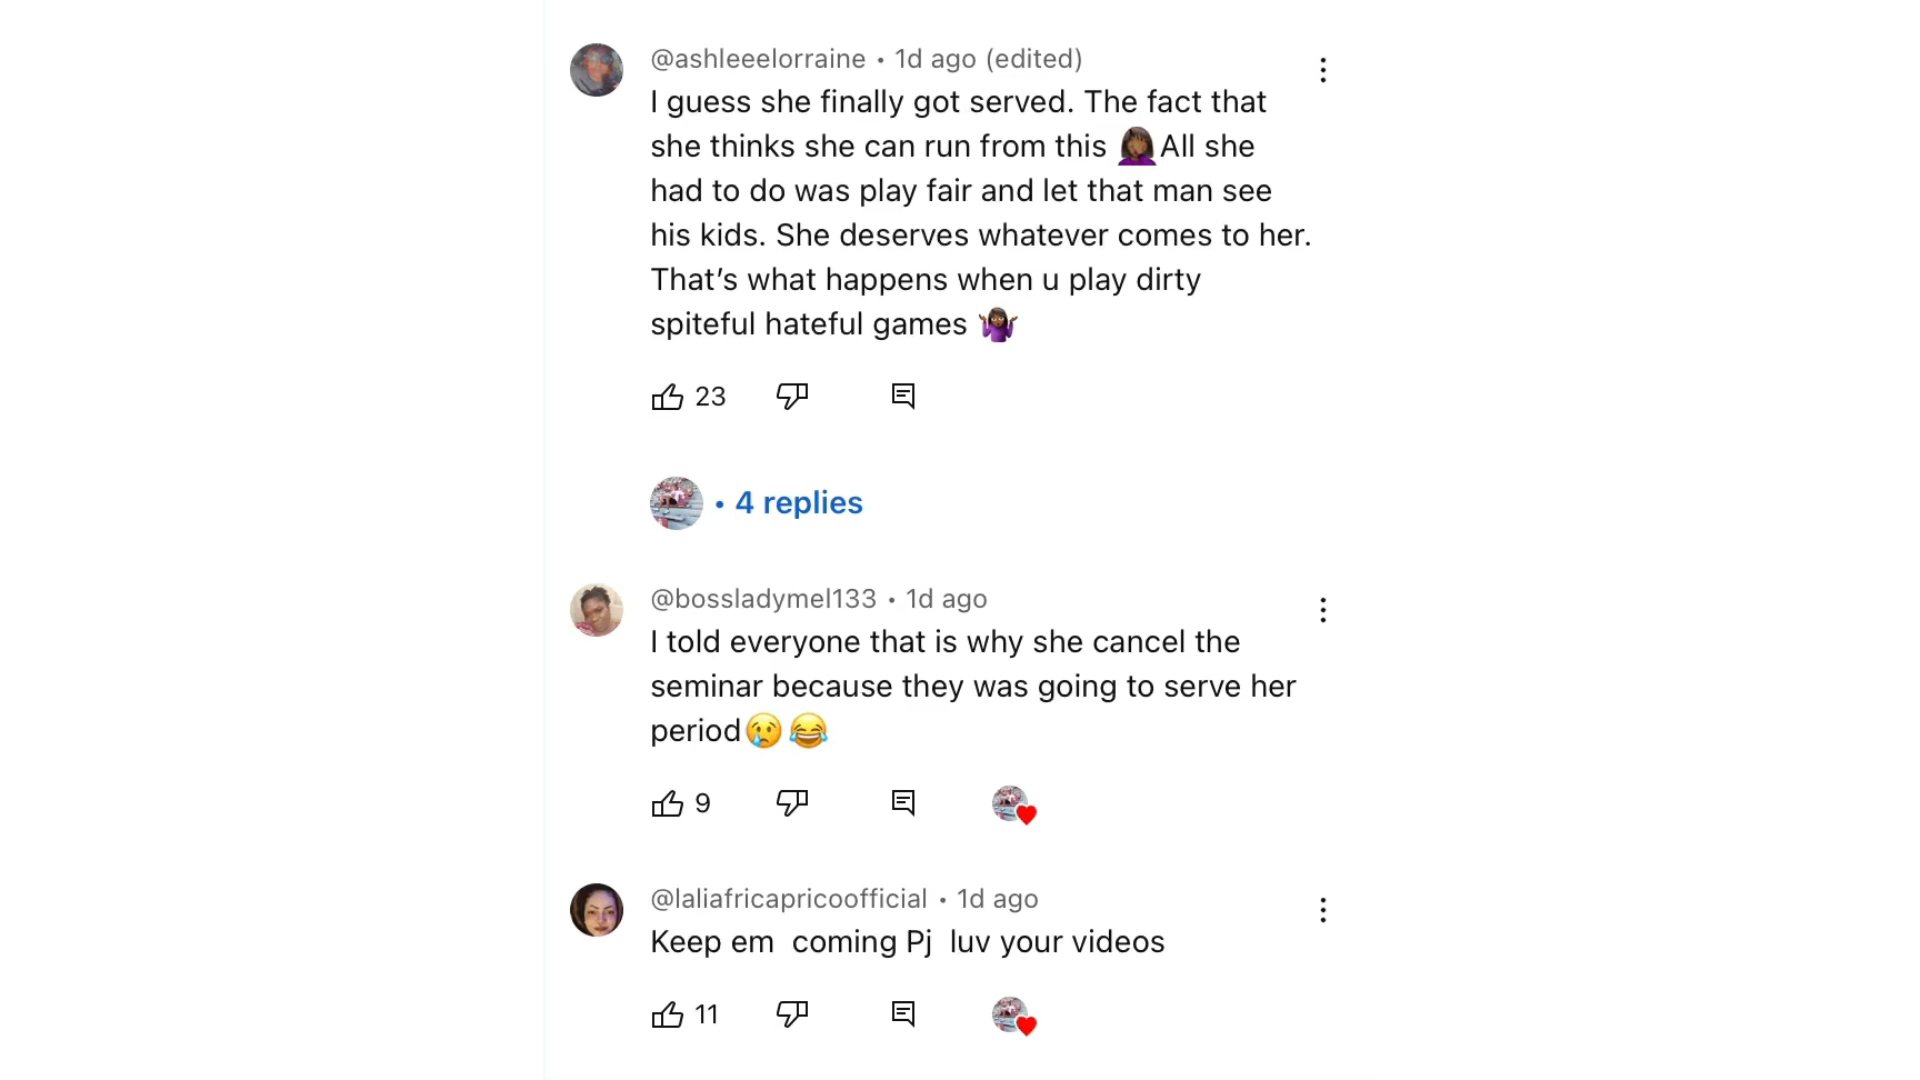 @ashleeelorraine • 1d ago (edited)
I guess she finally got served. The fact that
she thinks she can run from this 🤦🏾‍♀️All she
had to do was play fair and let that man see
his kids. She deserves whatever comes to her.
That’s what happens when u play dirty
spiteful hateful games 🤷🏾‍♀️
23
• 4 replies
@bossladymel133 • 1d ago
I told everyone that is why she cancel the
seminar because they was going to serve her
period😢😂
9
@laliafricapricoofficial • 1d ago
Keep em  coming Pj  luv your videos
11